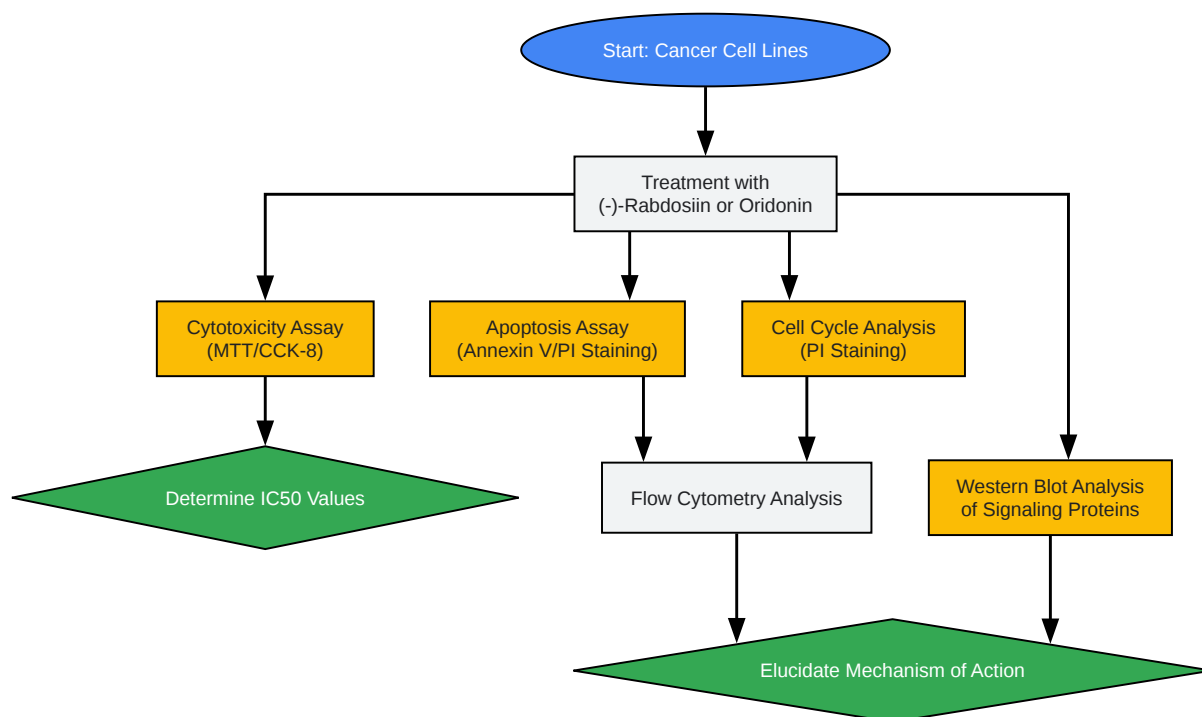 Start: Cancer Cell Lines
Treatment with
(-)-Rabdosiin or Oridonin
Cytotoxicity Assay
(MTT/CCK-8)
Apoptosis Assay
(Annexin V/PI Staining)
Cell Cycle Analysis
(PI Staining)
Determine IC50 Values
Flow Cytometry Analysis
Western Blot Analysis
of Signaling Proteins
Elucidate Mechanism of Action